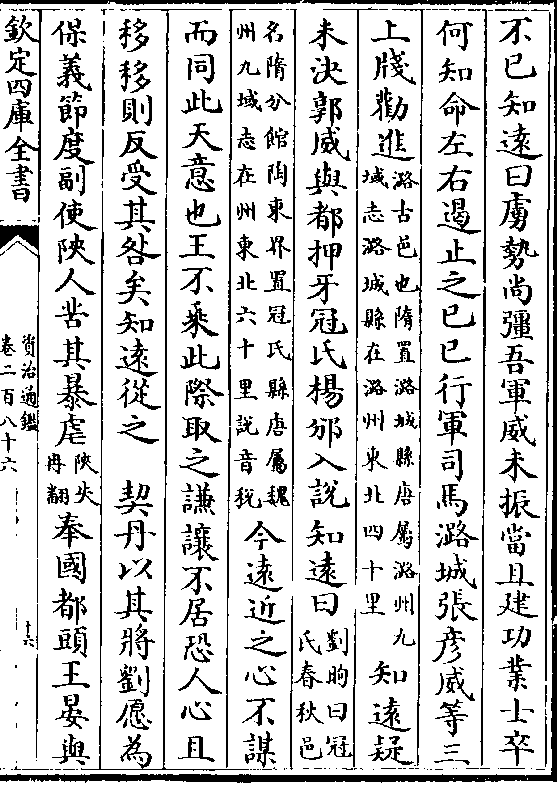 不已知遠曰虜勢尚彊吾軍威未振當且建功業士卒
何知命左右遏止之己巳行軍司馬潞城張彦威等三
上牋勸進潞古邑也隋置潞城縣唐屬潞州九
域志潞城縣在潞州東北四十里知遠疑
未決郭威與都押牙冠氏楊邠入說知遠曰劉昫曰冠
氏春秋邑
名隋分館陶東界置冠氏縣唐屬魏
州九域志在州東北六十里說音稅今遠近之心不謀
而同此天意也王不乘此際取之謙讓不居恐人心且
移移則反受其咎矣知遠從之　契丹以其將劉愿為
保義節度副使陜人苦其暴虐陜失
冉翻奉國都頭王晏與
欽定四庫全書
資治通鑑
卷二百八十六
十六